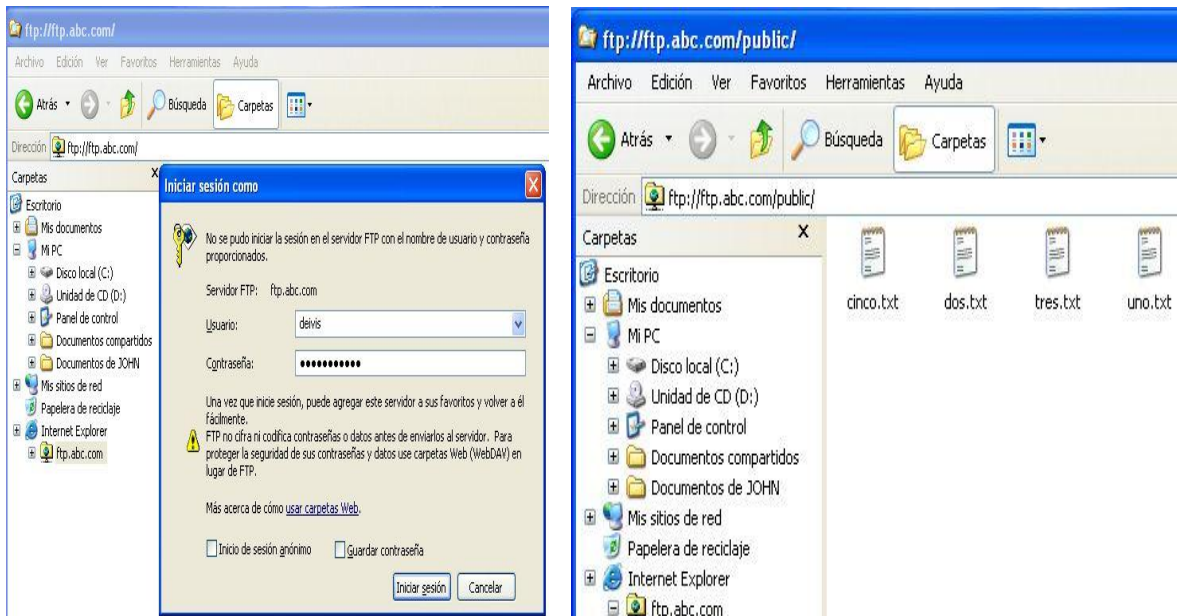 ftp://ftp.abc.com/
Archivo Edición Ver Favoritos Herramientas Ayuda
Atrás Búsqueda Carpetas
Dirección ftp://ftp.abc.com/
Carpetas X
Escritorio
Mis documentos
Mi PC
Disco local (C:)
Unidad de CD (D:)
Panel de control
Documentos compartidos
Documentos de JOHN
Mis sitios de red
Papelera de reciclaje
Internet Explorer
ftp.abc.com
Iniciar sesión como
No se pudo iniciar la sesión en el servidor FTP con el nombre de usuario y contraseña
proporcionados.
Servidor FTP: ftp.abc.com
Usuario: deivis
Contraseña: •••••••••••
Una vez que inicie sesión, puede agregar este servidor a sus favoritos y volver a él
fácilmente.
FTP no cifra ni codifica contraseñas o datos antes de enviarlos al servidor. Para
proteger la seguridad de sus contraseñas y datos use carpetas Web (WebDAV) en
lugar de FTP.
Más acerca de cómo usar carpetas Web.
Inicio de sesión anónimo Guardar contraseña
Iniciar sesión Cancelar
ftp://ftp.abc.com/public/
Archivo Edición Ver Favoritos Herramientas Ayuda
Atrás Búsqueda Carpetas
Dirección ftp://ftp.abc.com/public/
Carpetas X
Escritorio
Mis documentos
Mi PC
Disco local (C:)
Unidad de CD (D:)
Panel de control
Documentos compartidos
Documentos de JOHN
Mis sitios de red
Papelera de reciclaje
Internet Explorer
ftp.abc.com
cinco.txt dos.txt tres.txt uno.txt